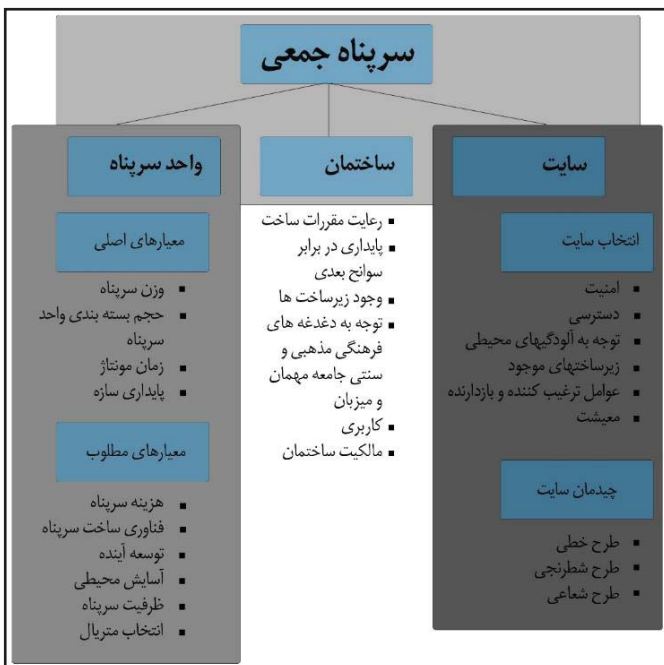 سرپناه جمعی
سایت
انتخاب سایت
▪ امنیت
▪ دسترسی
▪ توجه به آلودگیهای محیطی
▪ زیرساختهای موجود
▪ عوامل ترغیب کننده و بازدارنده
▪ معیشت
چیدمان سایت
▪ طرح خطی
▪ طرح شطرنجی
▪ طرح شعاعی
ساختمان
▪ رعایت مقررات ساخت
▪ پایداری در برابر
سوانح بعدی
▪ وجود زیرساخت ها
▪ توجه به دغدغه های
فرهنگی مذهبی و
سنتی جامعه مهمان
و میزبان
▪ کاربری
▪ مالکیت ساختمان
واحد سرپناه
معیارهای اصلی
▪ وزن سرپناه
▪ حجم بسته بندی واحد
سرپناه
▪ زمان مونتاژ
▪ پایداری سازه
معیارهای مطلوب
▪ هزینه سرپناه
▪ فناوری ساخت سرپناه
▪ توسعه آینده
▪ آسایش محیطی
▪ ظرفیت سرپناه
▪ انتخاب متریال